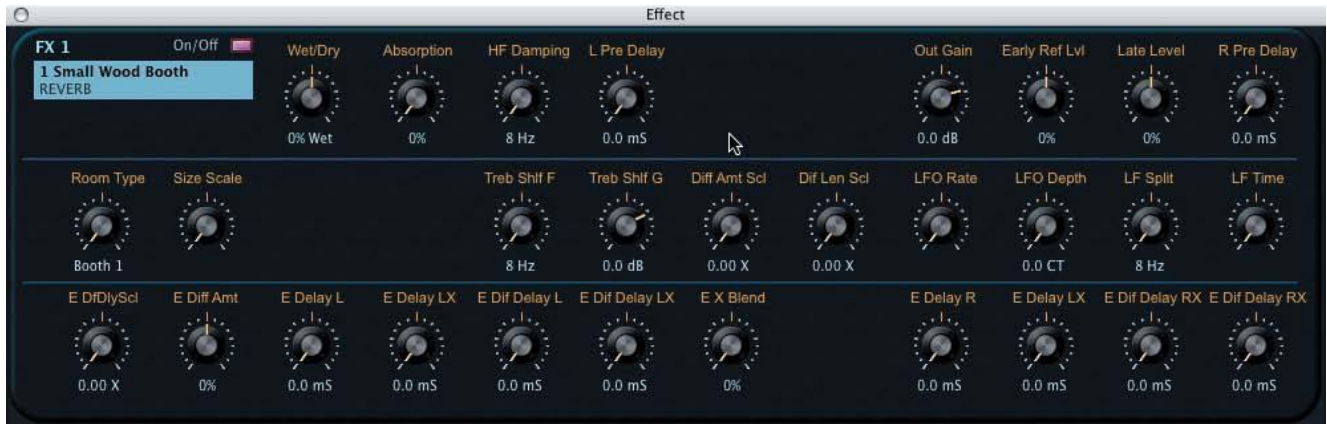 Effect
FX 1 On/Off
1 Small Wood Booth
REVERB
Wet/Dry Absorption HF Damping L Pre Delay Out Gain Early Ref Lvl Late Level R Pre Delay
0% Wet 0% 8 Hz 0.0 mS 0.0 dB 0% 0% 0.0 mS
Room Type Size Scale Treb Shlf F Treb Shlf G Diff Amt Scl Dif Len Scl LFO Rate LFO Depth LF Split LF Time
Booth 1 8 Hz 0.0 dB 0.00 X 0.00 X 0.0 CT 8 Hz
E DfDlyScl E Diff Amt E Delay L E Delay LX E Dif Delay L E Dif Delay LX E X Blend E Delay R E Delay LX E Dif Delay RX E Dif Delay RX
0.00 X 0% 0.0 mS 0.0 mS 0.0 mS 0.0 mS 0% 0.0 mS 0.0 mS 0.0 mS 0.0 mS